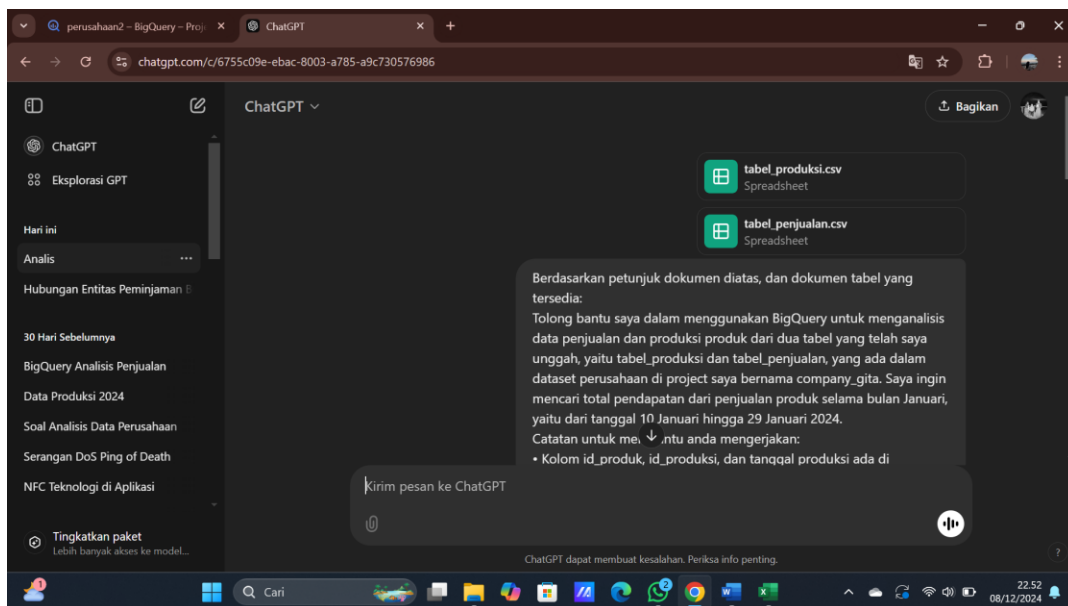 perusahaan2 – BigQuery – Proj
ChatGPT
chatgpt.com/c/6755c09e-ebac-8003-a785-a9c730576986
ChatGPT
Bagikan
ChatGPT
Eksplorasi GPT
Hari ini
Analis
Hubungan Entitas Peminjaman B
30 Hari Sebelumnya
BigQuery Analisis Penjualan
Data Produksi 2024
Soal Analisis Data Perusahaan
Serangan DoS Ping of Death
NFC Teknologi di Aplikasi
Tingkatkan paket
Lebih banyak akses ke model...
tabel_produksi.csv
Spreadsheet
tabel_penjualan.csv
Spreadsheet
Berdasarkan petunjuk dokumen diatas, dan dokumen tabel yang
tersedia:
Tolong bantu saya dalam menggunakan BigQuery untuk menganalisis
data penjualan dan produksi produk dari dua tabel yang telah saya
unggah, yaitu tabel_produksi dan tabel_penjualan, yang ada dalam
dataset perusahaan di project saya bernama company_gita. Saya ingin
mencari total pendapatan dari penjualan produk selama bulan Januari,
yaitu dari tanggal 10 Januari hingga 29 Januari 2024.
Catatan untuk ntu anda mengerjakan:
• Kolom id_produk, id_produksi, dan tanggal produksi ada di
Kirim pesan ke ChatGPT
ChatGPT dapat membuat kesalahan. Periksa info penting.
?
1
Cari
2
22.52
08/12/2024